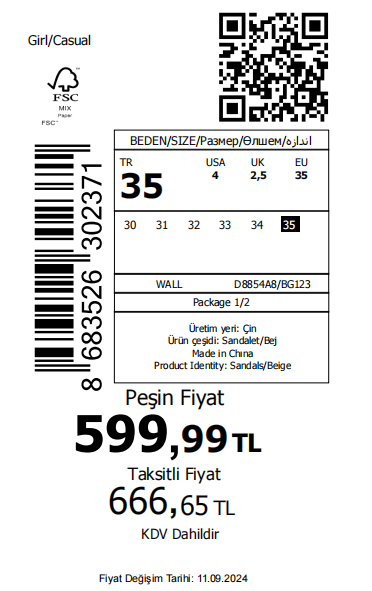 Girl/Casual
FSC
MIX
Paper
FSC™
BEDEN/SIZE/Размер/Өлшем/اندازه
TR USA UK EU
35 4 2,5 35
30 31 32 33 34 35
WALL D8854A8/BG123
Package 1/2
Üretim yeri: Çin
Ürün çeşidi: Sandalet/Bej
Made in China
Product Identity: Sandals/Beige
8 683526 302371
Peşin Fiyat
599,99 TL
Taksitli Fiyat
666,65 TL
KDV Dahildir
Fiyat Değişim Tarihi: 11.09.2024